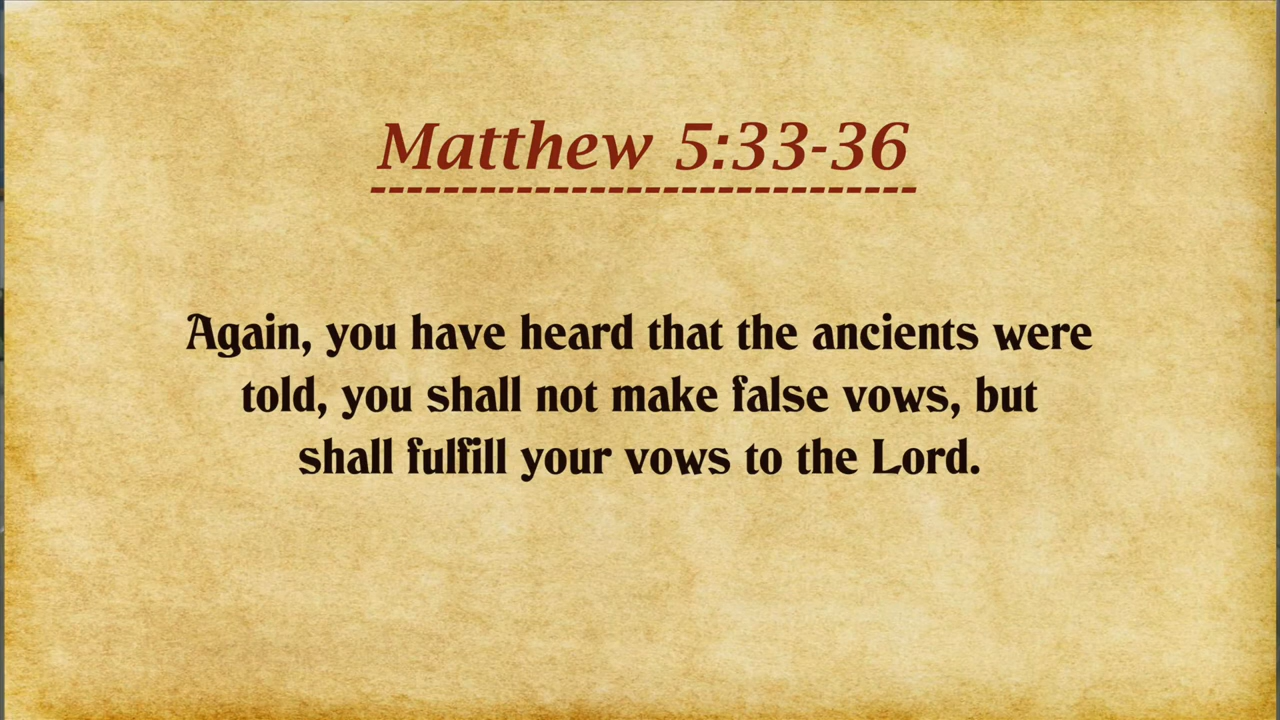 Matthew 5:33-36
Again, you have heard that the ancients were
told, you shall not make false vows, but
shall fulfill your vows to the Lord.